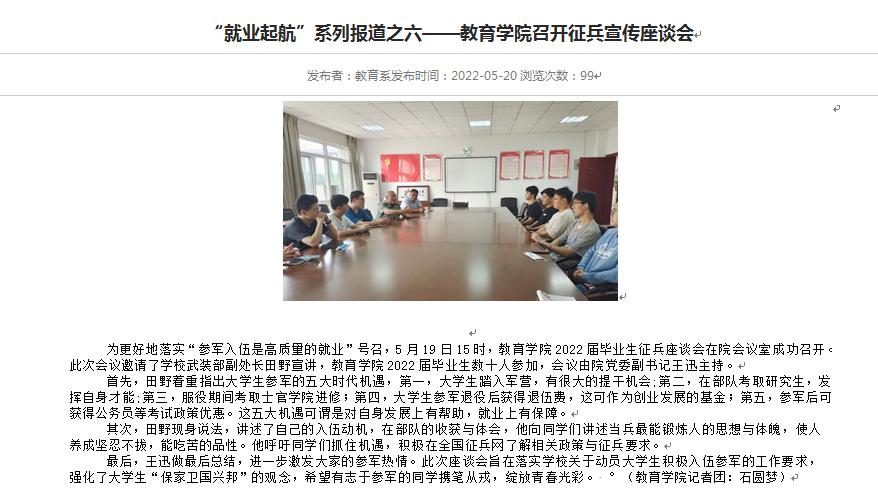 “就业起航”系列报道之六——教育学院召开征兵宣传座谈会
发布者：教育系发布时间：2022-05-20 浏览次数：99
为更好地落实“参军入伍是高质量的就业”号召，5月19日15时，教育学院2022届毕业生征兵座谈会在院会议室成功召开。
此次会议邀请了学校武装部副处长田野宣讲，教育学院2022届毕业生数十人参加，会议由院党委副书记王迅主持。
首先，田野着重指出大学生参军的五大时代机遇，第一，大学生踏入军营，有很大的提干机会;第二，在部队考取研究生，发
挥自身才能;第三，服役期间考取士官学院进修；第四，大学生参军退役后获得退伍费，这可作为创业发展的基金；第五，参军后可
获得公务员等考试政策优惠。这五大机遇可谓是对自身发展上有帮助，就业上有保障。
其次，田野现身说法，讲述了自己的入伍动机，在部队的收获与体会，他向同学们讲述当兵最能锻炼人的思想与体魄，使人
养成坚忍不拔，能吃苦的品性。他呼吁同学们抓住机遇，积极在全国征兵网了解相关政策与征兵要求。
最后，王迅做最后总结，进一步激发大家的参军热情。此次座谈会旨在落实学校关于动员大学生积极入伍参军的工作要求，
强化了大学生“保家卫国兴邦”的观念，希望有志于参军的同学携笔从戎，绽放青春光彩。 。（教育学院记者团：石圆梦）